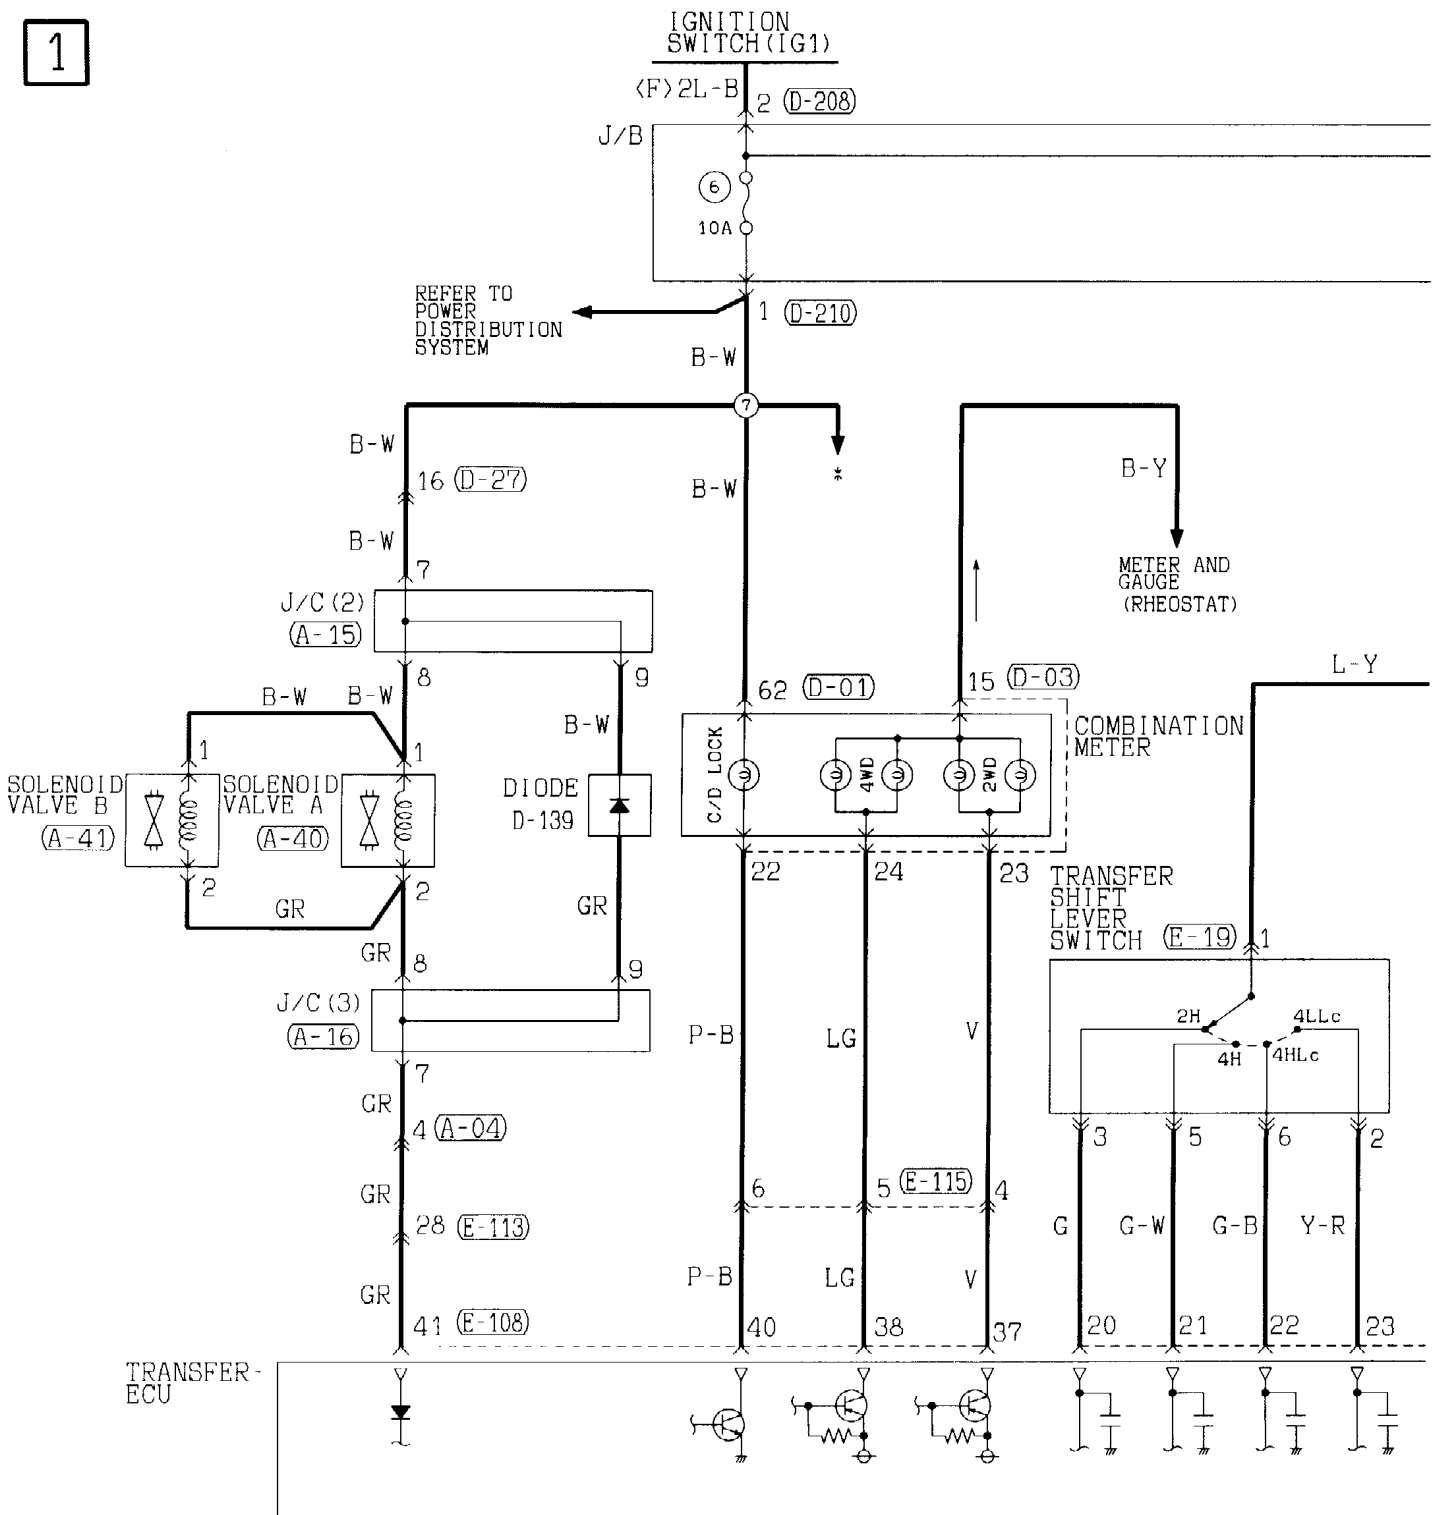 1
IGNITION
SWITCH(IG1)
<F>2L-B
2 (D-208)
J/B
6
10A
REFER TO
POWER
DISTRIBUTION
SYSTEM
1 (D-210)
B-W
7
B-W
16 (D-27)
B-W
*
B-Y
B-W
7
METER AND
GAUGE
(RHEOSTAT)
J/C(2)
(A-15)
8
9
62 (D-01)
15 (D-03)
L-Y
B-W
B-W
B-W
1
1
SOLENOID
VALVE B
(A-41)
SOLENOID
VALVE A
(A-40)
DIODE
D-139
C/D LOCK
4WD
2WD
COMBINATION
METER
2
2
22
24
23
GR
GR
GR
8
9
TRANSFER
SHIFT
LEVER
SWITCH (E-19)
1
J/C(3)
(A-16)
P-B
LG
V
2H
4H
4HLc
4LLc
7
GR
4 (A-04)
3
5
6
2
GR
6
5 (E-115)
4
28 (E-113)
G
G-W
G-B
Y-R
GR
P-B
LG
V
41 (E-108)
40
38
37
20
21
22
23
TRANSFER-
ECU